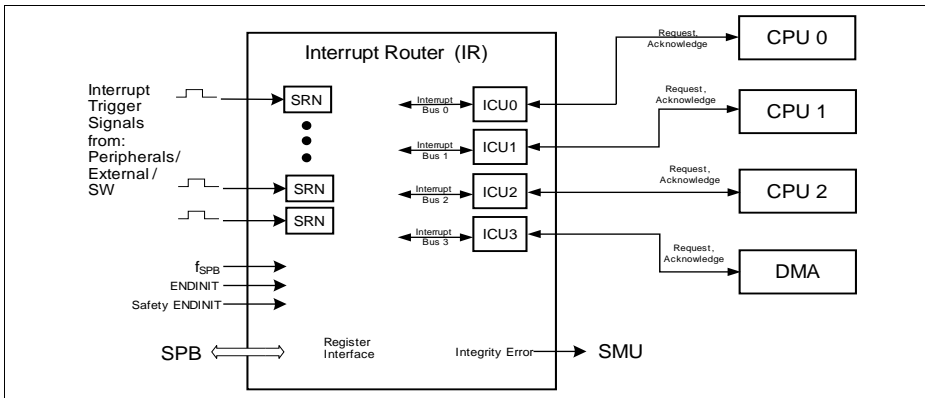 Interrupt Router (IR)
Interrupt
Trigger
Signals
from:
Peripherals/
External/
SW
SRN
SRN
SRN
Interrupt
Bus 0
ICU0
Interrupt
Bus 1
ICU1
Interrupt
Bus 2
ICU2
Interrupt
Bus 3
ICU3
Request,
Acknowledge
CPU 0
Request,
Acknowledge
CPU 1
Request,
Acknowledge
CPU 2
Request,
Acknowledge
DMA
fSPB
ENDINIT
Safety ENDINIT
SPB
Register
Interface
Integrity Error
SMU